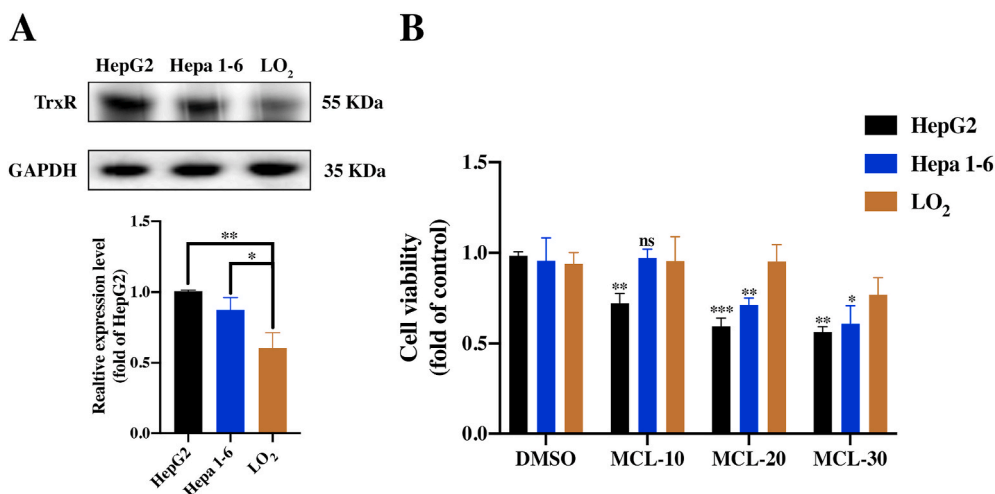 A
HepG2 Hepa 1-6 LO2
TrxR 55 KDa
GAPDH 35 KDa
Realtive expression level
(fold of HepG2)
1.5
1.0
0.5
0.0
**
*
HepG2 Hepa 1-6 LO2
B
HepG2
Hepa 1-6
LO2
Cell viability
(fold of control)
1.5
1.0
0.5
0.0
** ns
*** **
** *
DMSO MCL-10 MCL-20 MCL-30